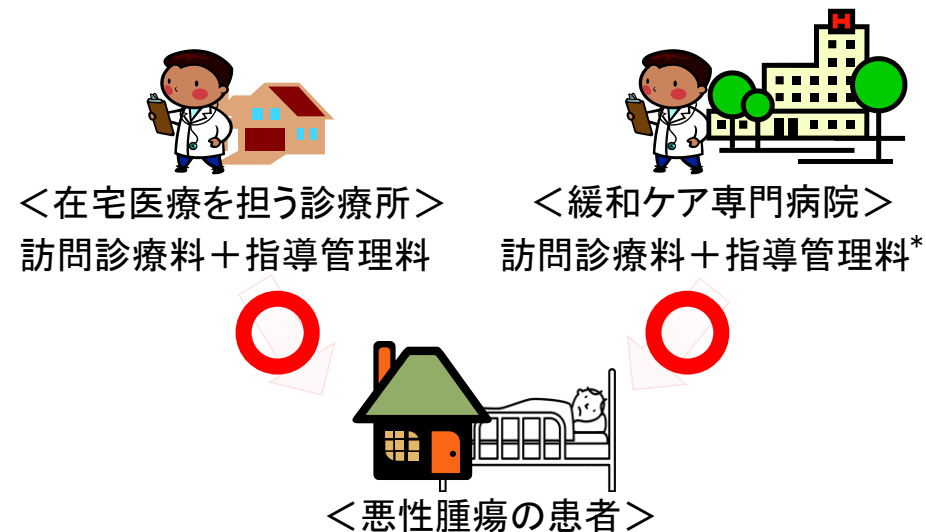 H
＜在宅医療を担う診療所＞
訪問診療料＋指導管理料
＜緩和ケア専門病院＞
訪問診療料＋指導管理料*
＜悪性腫瘍の患者＞